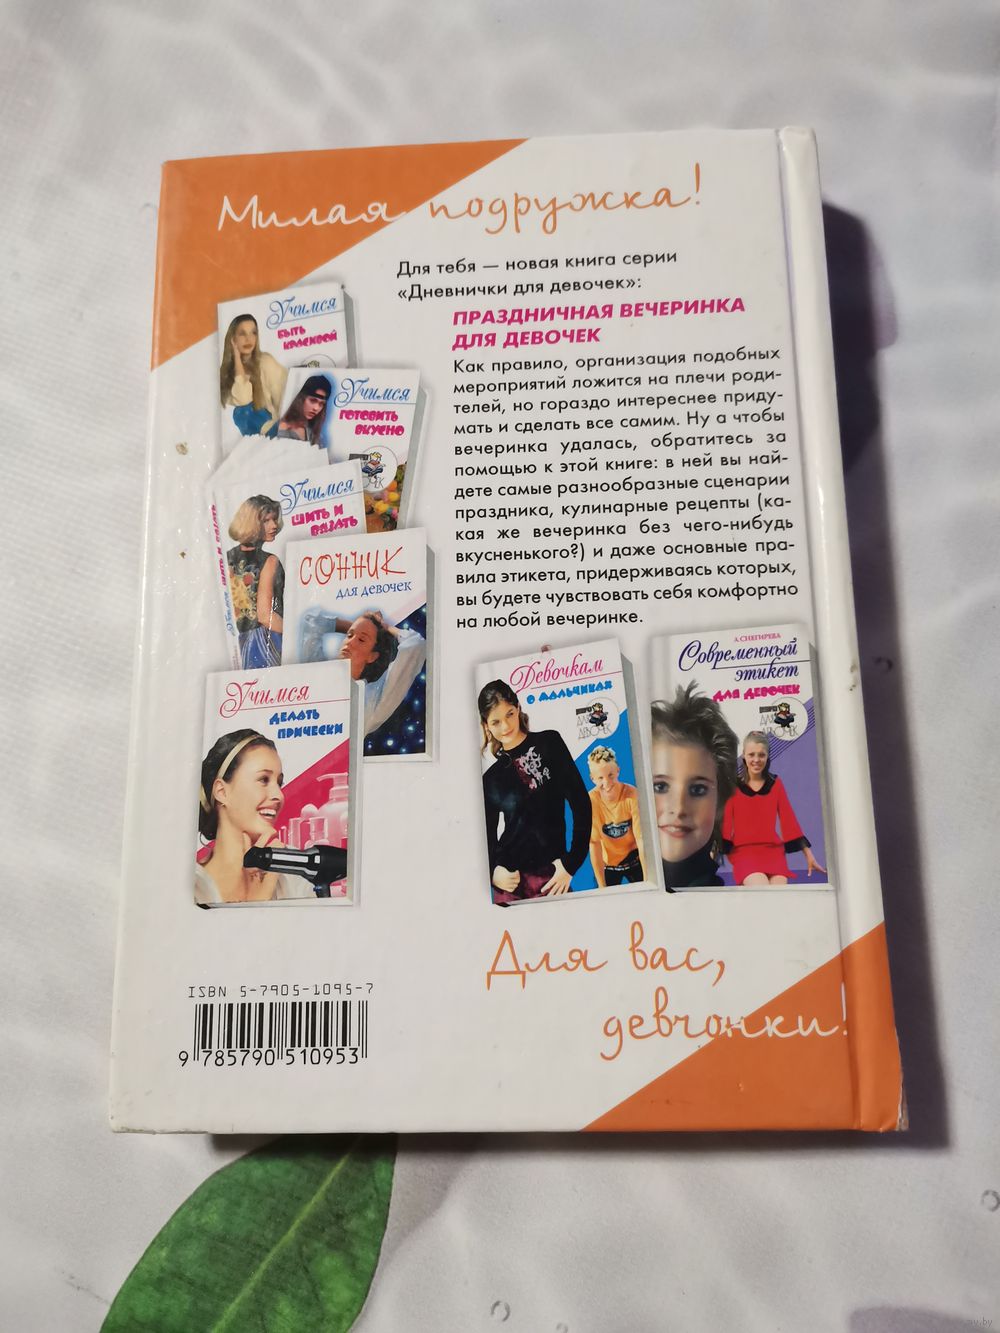 Милая подружка!
Для тебя — новая книга серии
«Дневнички для девочек»:
ПРАЗДНИЧНАЯ ВЕЧЕРИНКА
ДЛЯ ДЕВОЧЕК
Как правило, организация подобных
мероприятий ложится на плечи роди-
телей, но гораздо интереснее приду-
мать и сделать все самим. Ну а чтобы
вечеринка удалась, обратитесь за
помощью к этой книге: в ней вы най-
дете самые разнообразные сценарии
праздника, кулинарные рецепты (ка-
кая же вечеринка без чего-нибудь
вкусненького?) и даже основные пра-
вила этикета, придерживаясь которых,
вы будете чувствовать себя комфортно
на любой вечеринке.
Учимся
БЫТЬ
КРАСИВОЙ
Учимся
ГОТОВИТЬ
ВКУСНО
Учимся
ШИТЬ И
ВЯЗАТЬ
СОННИК
для девочек
Учимся
ДЕЛАТЬ
ПРИЧЕСКИ
Девочкам
О МАЛЬЧИКАХ
ДЛЯ
ДЕВОЧЕК
А. СНЕГИРЕВА
Современный
этикет
ДЛЯ ДЕВОЧЕК
ДЛЯ
ДЕВОЧЕК
Для вас,
девчонки!
ISBN 5-7905-1095-7
9 785790 510953